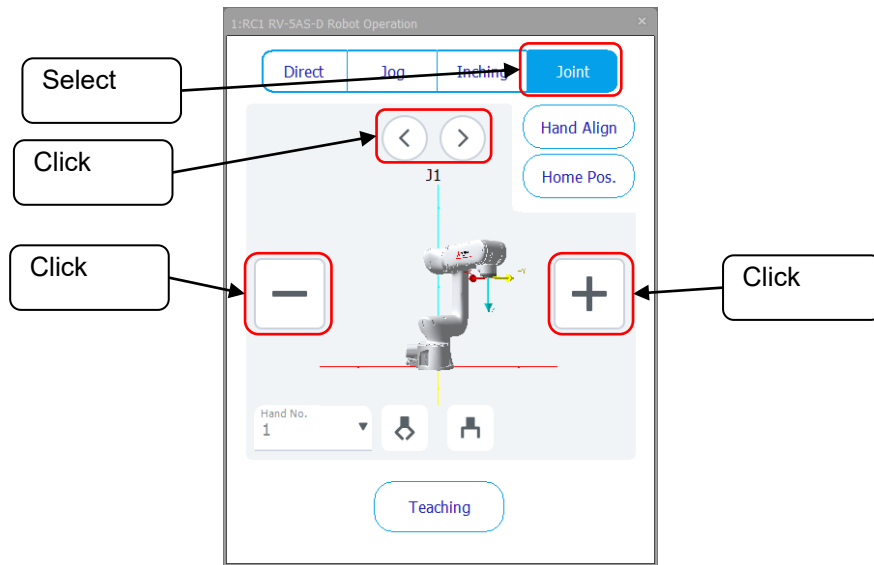 1:RC1 RV-5AS-D Robot Operation
Select
Direct
Jog
Inching
Joint
Click
Hand Align
Home Pos.
J1
Click
Click
Hand No.
1
Teaching